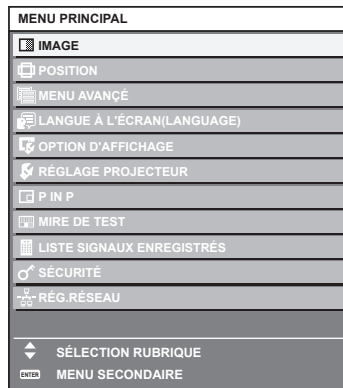 MENU PRINCIPAL
IMAGE
POSITION
MENU AVANÇÉ
LANGUE À L'ÉCRAN(LANGUAGE)
OPTION D'AFFICHAGE
RÉGLAGE PROJECTEUR
P IN P
MIRE DE TEST
LISTE SIGNAUX ENREGISTRÉS
SÉCURITÉ
RÉG.RÉSEAU
SÉLECTION RUBRIQUE
ENTER MENU SECONDAIRE